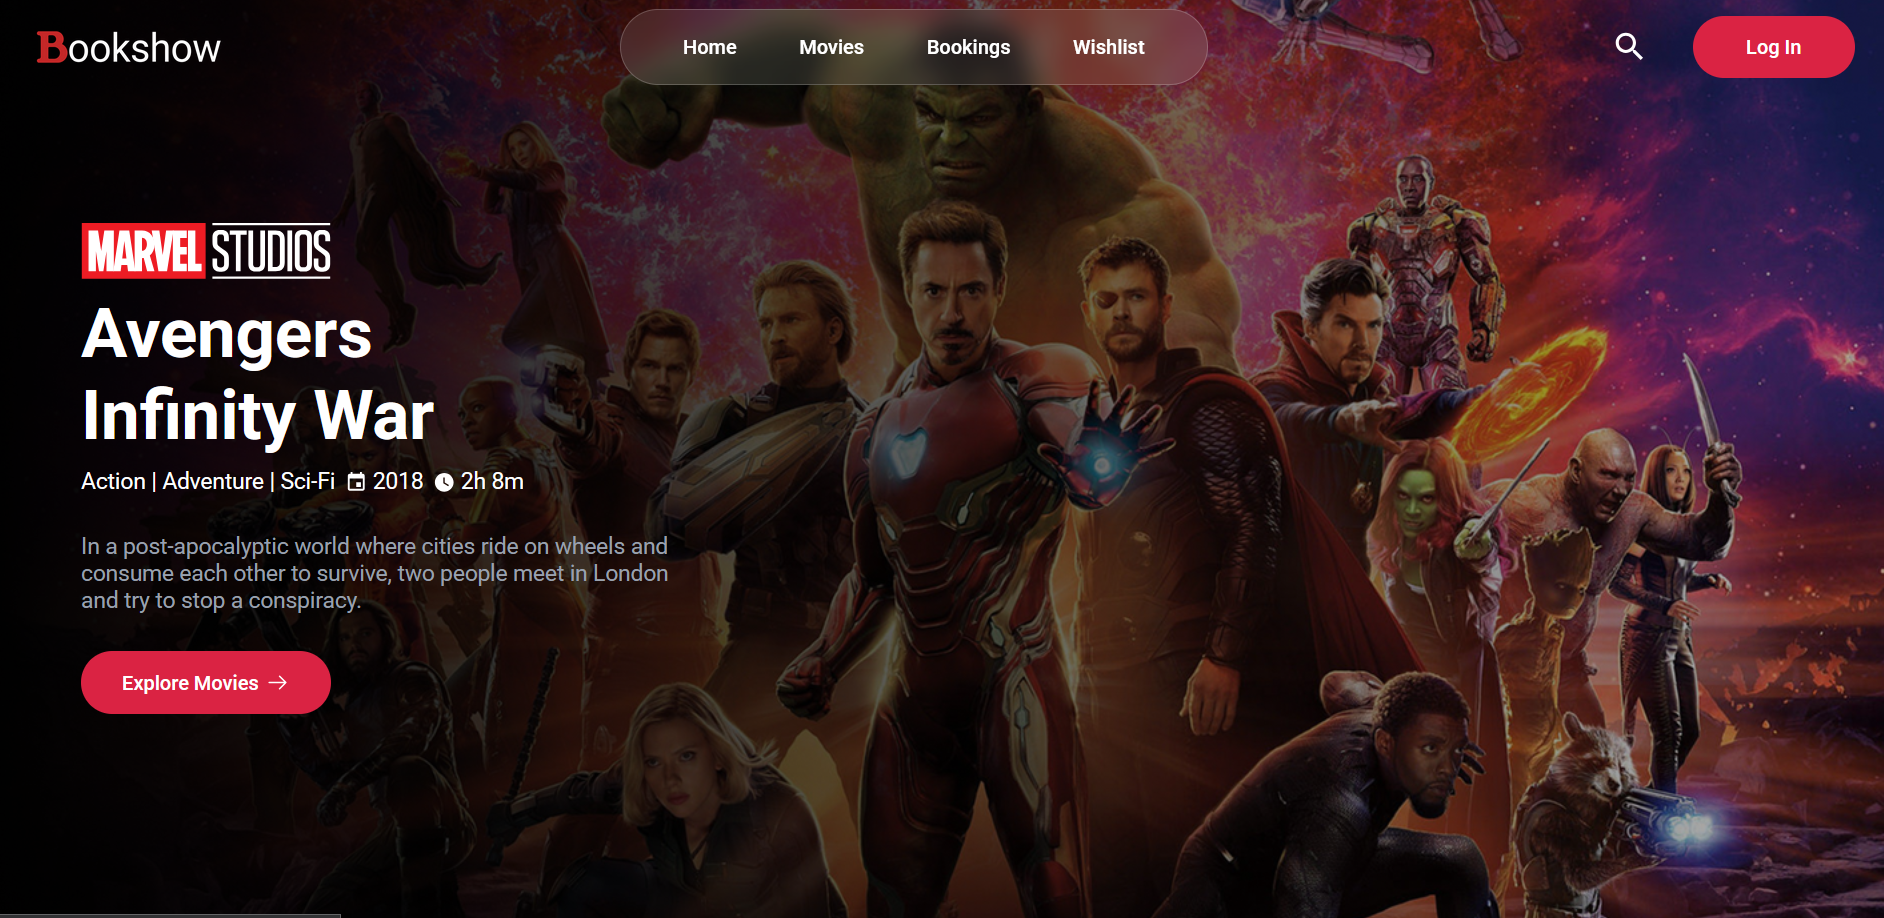 Bookshow
Home Movies Bookings Wishlist
Log In
MARVEL STUDIOS
Avengers
Infinity War
Action | Adventure | Sci-Fi 2018 2h 8m
In a post-apocalyptic world where cities ride on wheels and
consume each other to survive, two people meet in London
and try to stop a conspiracy.
Explore Movies →